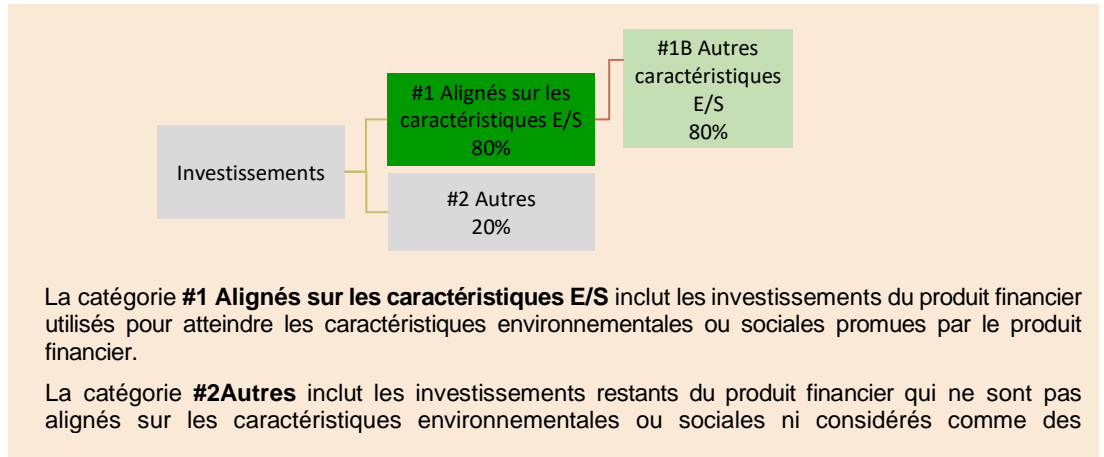 #1B Autres
caractéristiques
E/S
80%
#1 Alignés sur les
caractéristiques E/S
80%
Investissements
#2 Autres
20%
La catégorie #1 Alignés sur les caractéristiques E/S inclut les investissements du produit financier
utilisés pour atteindre les caractéristiques environnementales ou sociales promues par le produit
financier.
La catégorie #2Autres inclut les investissements restants du produit financier qui ne sont pas
alignés sur les caractéristiques environnementales ou sociales ni considérés comme des